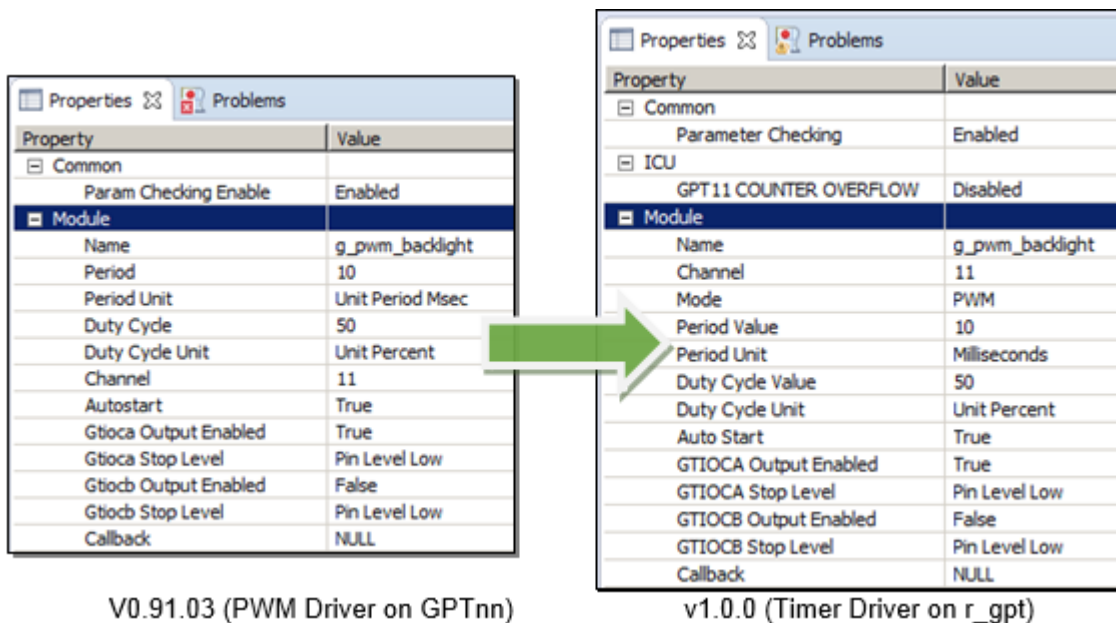 Properties Problems
Property Value
Common
Param Checking Enable Enabled
Module
Name g_pwm_backlight
Period 10
Period Unit Unit Period Msec
Duty Cycle 50
Duty Cycle Unit Unit Percent
Channel 11
Autostart True
Gtioca Output Enabled True
Gtioca Stop Level Pin Level Low
Gtiocb Output Enabled False
Gtiocb Stop Level Pin Level Low
Callback NULL
V0.91.03 (PWM Driver on GPTnn)
Properties Problems
Property Value
Common
Parameter Checking Enabled
ICU
GPT11 COUNTER OVERFLOW Disabled
Module
Name g_pwm_backlight
Channel 11
Mode PWM
Period Value 10
Period Unit Milliseconds
Duty Cycle Value 50
Duty Cycle Unit Unit Percent
Auto Start True
GTIOCA Output Enabled True
GTIOCA Stop Level Pin Level Low
GTIOCB Output Enabled False
GTIOCB Stop Level Pin Level Low
Callback NULL
v1.0.0 (Timer Driver on r_gpt)